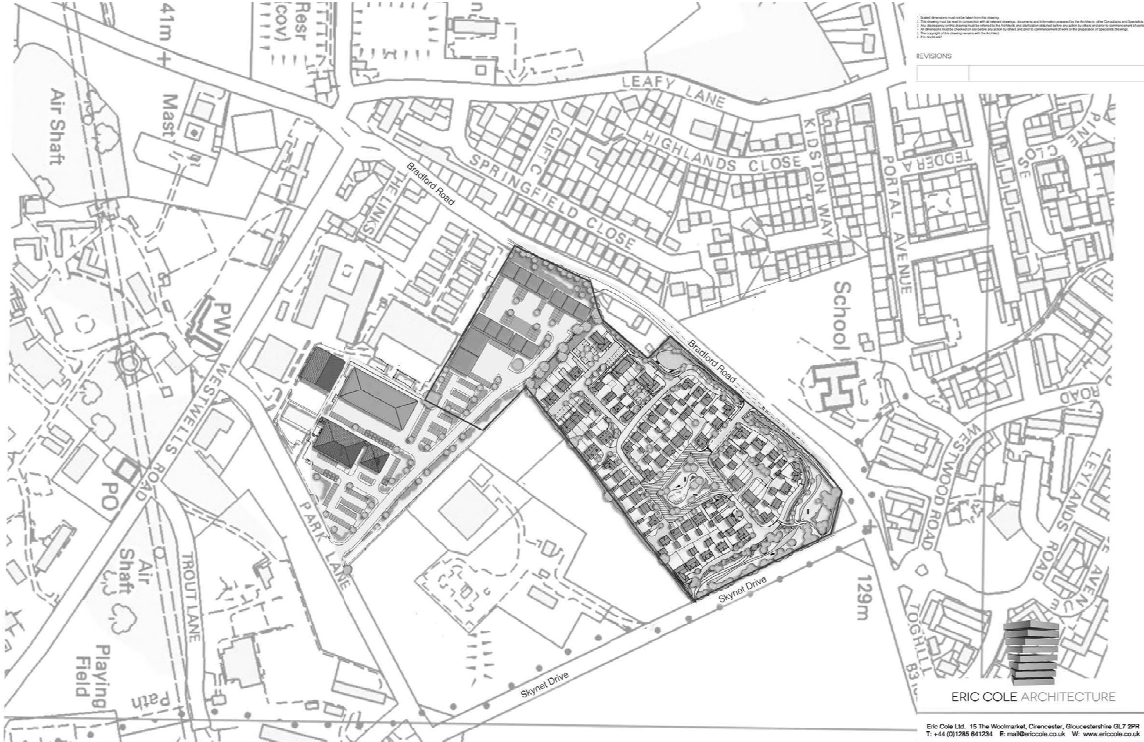 REVISIONS
41m
Resr
(cov)
LEAFY LANE
Air Shaft
Mast
CLIFT C
HIGHLANDS CLOSE
KIDSTON WAY
PORTAL AVENUE
TEDDER A
PINE CLOSE
SPRINGFIELD CLOSE
Bradford Road
THE LINKS
PW
School
Bradford Road
WESTWELLS ROAD
WESTWOOD ROAD
ROAD
LEYLANDS ROAD
PO
PARK LANE
Air
Shaft
TROUT LANE
129m
Skynet Drive
Skynet Drive
Playing
Field
Path
ERIC COLE ARCHITECTURE
Eric Cole Ltd., 15 The Woolmarket, Cirencester, Gloucestershire GL7 2PR
T: +44 (0)1285 641234 E: mail@ericcole.co.uk W: www.ericcole.co.uk